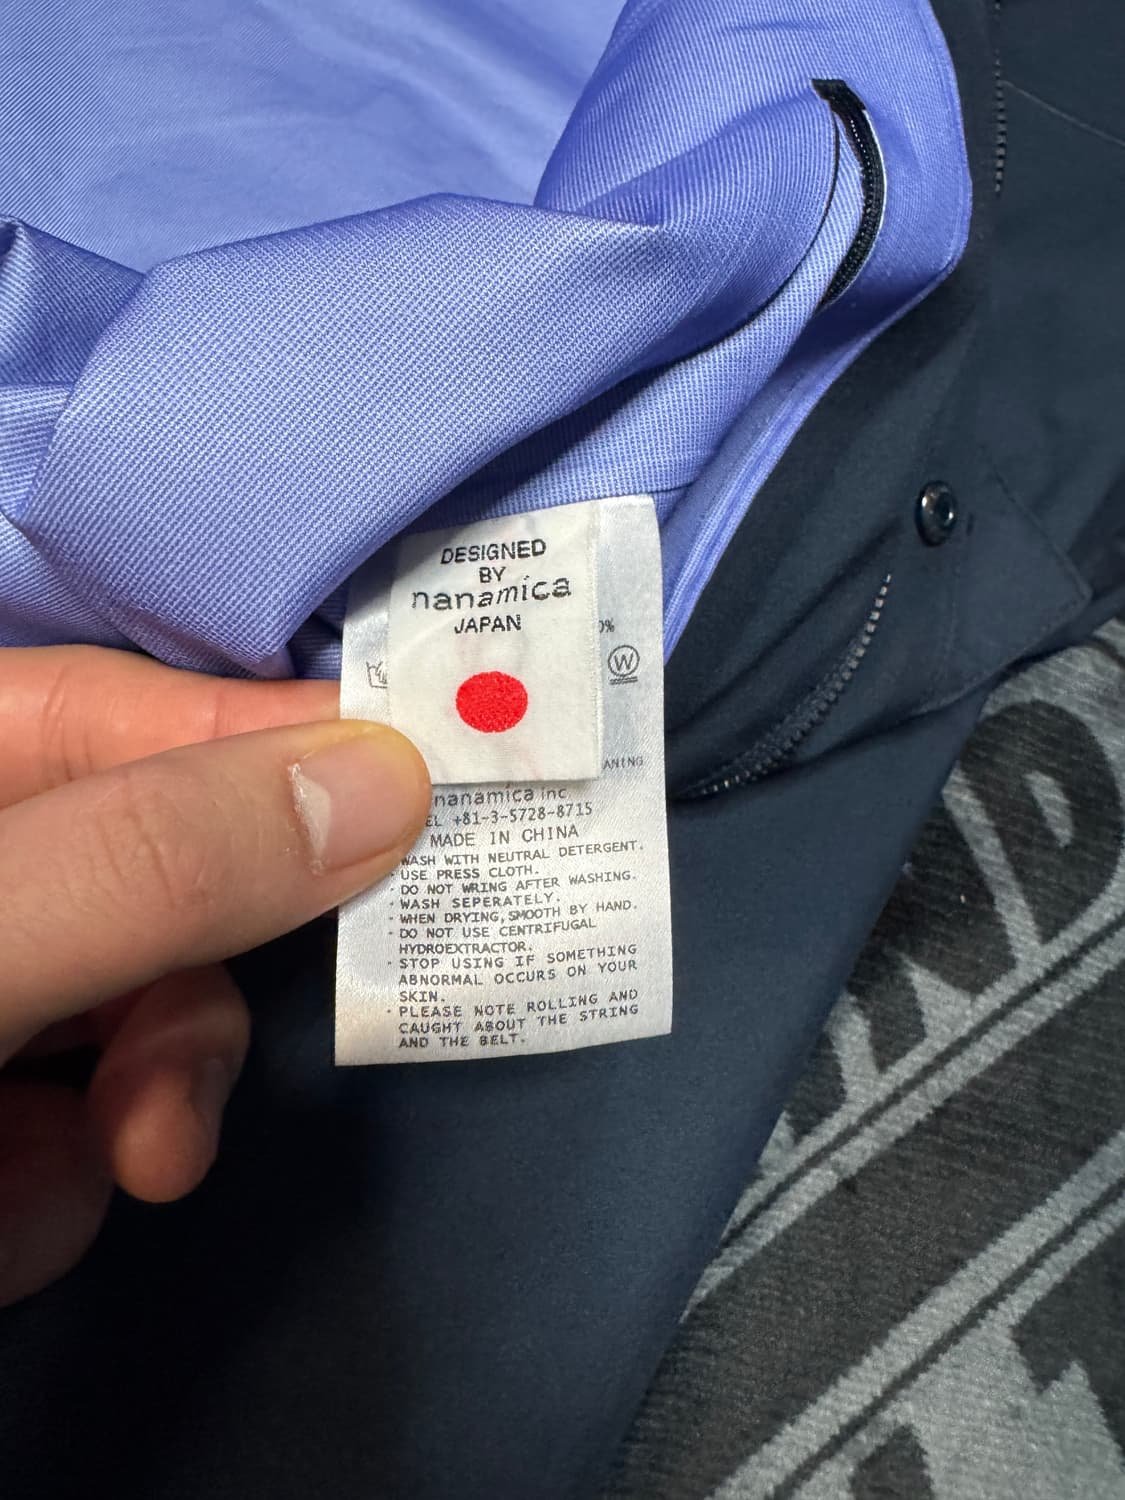 DESIGNED
BY
nanamica
JAPAN
0%
W
ANING
nanamica inc
EL +81-3-5728-8715
MADE IN CHINA
WASH WITH NEUTRAL DETERGENT.
· USE PRESS CLOTH.
· DO NOT WRING AFTER WASHING.
· WASH SEPERATELY.
· WHEN DRYING, SMOOTH BY HAND.
· DO NOT USE CENTRIFUGAL
HYDROEXTRACTOR.
· STOP USING IF SOMETHING
ABNORMAL OCCURS ON YOUR
SKIN.
· PLEASE NOTE ROLLING AND
CAUGHT ABOUT THE STRING
AND THE BELT.